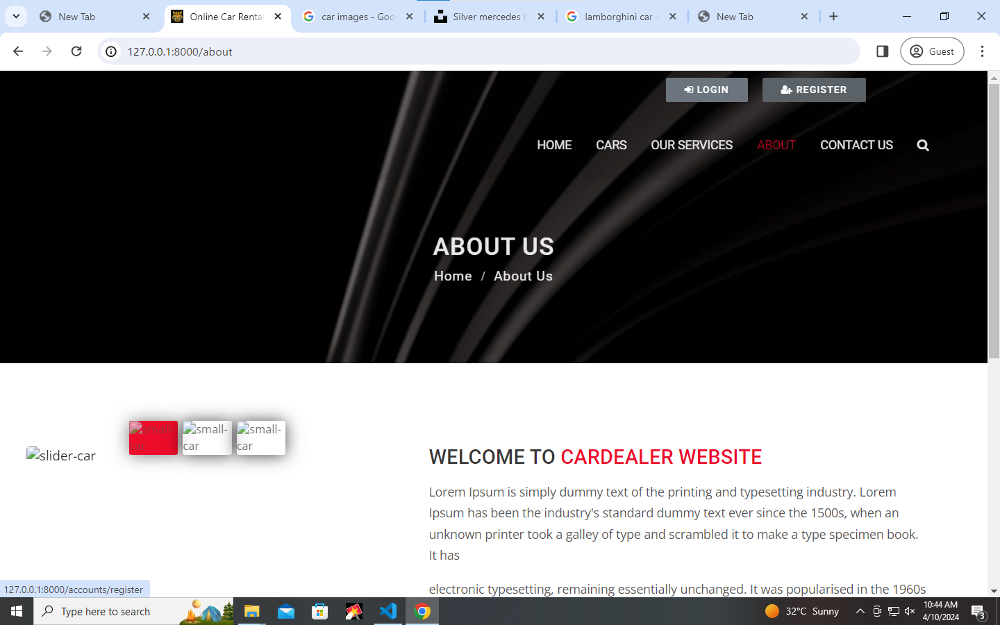 New Tab
Online Car Rental
car images - Goo
Silver mercedes b
lamborghini car -
New Tab
127.0.0.1:8000/about
Guest
LOGIN
REGISTER
HOME
CARS
OUR SERVICES
ABOUT
CONTACT US
ABOUT US
Home / About Us
small-car
small-car
small-car
slider-car
WELCOME TO CARDEALER WEBSITE
Lorem Ipsum is simply dummy text of the printing and typesetting industry. Lorem
Ipsum has been the industry's standard dummy text ever since the 1500s, when an
unknown printer took a galley of type and scrambled it to make a type specimen book.
It has
electronic typesetting, remaining essentially unchanged. It was popularised in the 1960s
127.0.0.1:8000/accounts/register
Type here to search
32°C Sunny
10:44 AM
4/10/2024
3